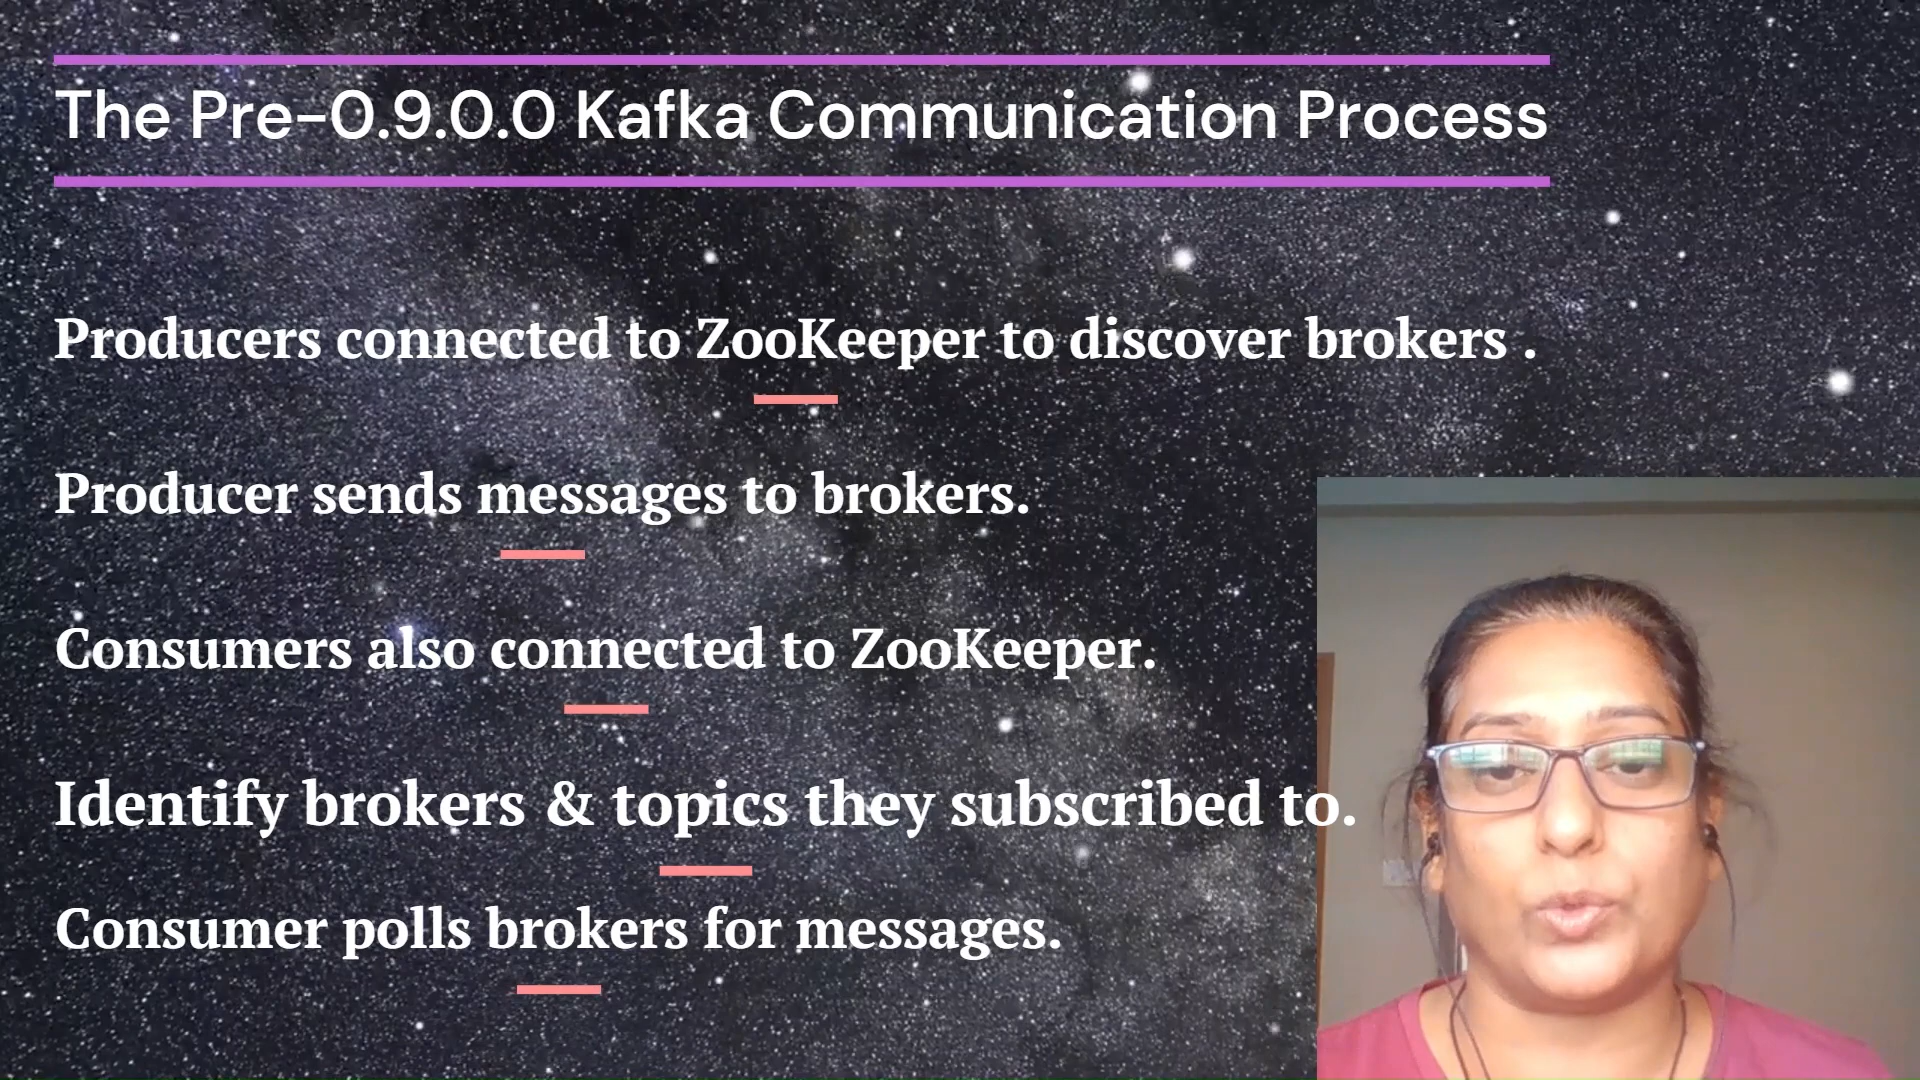 The Pre-0.9.0.0 Kafka Communication Process
Producers connected to ZooKeeper to discover brokers .
Producer sends messages to brokers.
Consumers also connected to ZooKeeper.
Identify brokers & topics they subscribed to.
Consumer polls brokers for messages.